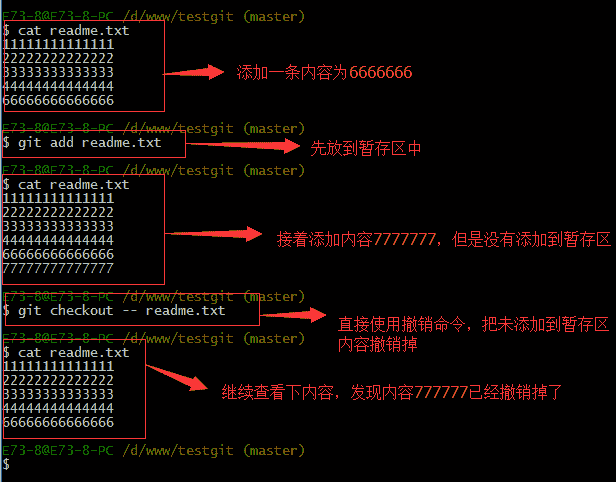 E73-8@E73-8-PC /d/www/testgit (master)
$ cat readme.txt
11111111111111
22222222222222
33333333333333
44444444444444
66666666666666
添加一条内容为6666666
E73-8@E73-8-PC /d/www/testgit (master)
$ git add readme.txt
先放到暂存区中
E73-8@E73-8-PC /d/www/testgit (master)
$ cat readme.txt
11111111111111
22222222222222
33333333333333
44444444444444
66666666666666
77777777777777
接着添加内容7777777，但是没有添加到暂存区
E73-8@E73-8-PC /d/www/testgit (master)
$ git checkout -- readme.txt
直接使用撤销命令，把未添加到暂存区
内容撤销掉
E73-8@E73-8-PC /d/www/testgit (master)
$ cat readme.txt
11111111111111
22222222222222
33333333333333
44444444444444
66666666666666
继续查看下内容，发现内容777777已经撤销掉了
E73-8@E73-8-PC /d/www/testgit (master)
$